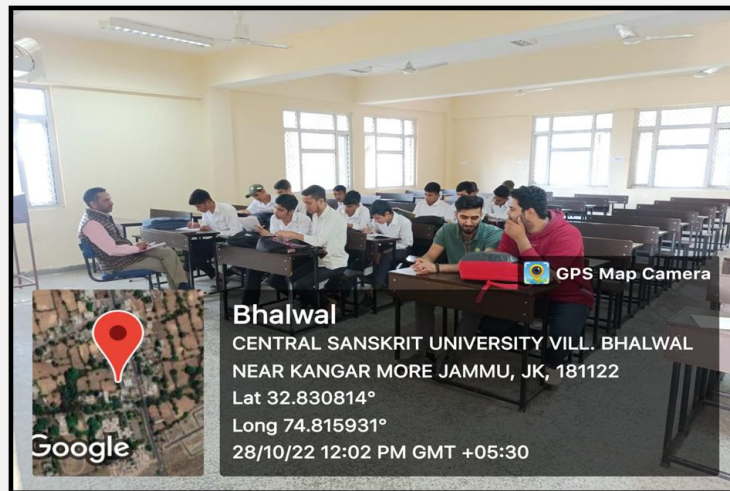 GPS Map Camera
Bhalwal
CENTRAL SANSKRIT UNIVERSITY VILL. BHALWAL
NEAR KANGAR MORE JAMMU, JK, 181122
Lat 32.830814°
Long 74.815931°
28/10/22 12:02 PM GMT +05:30
Google